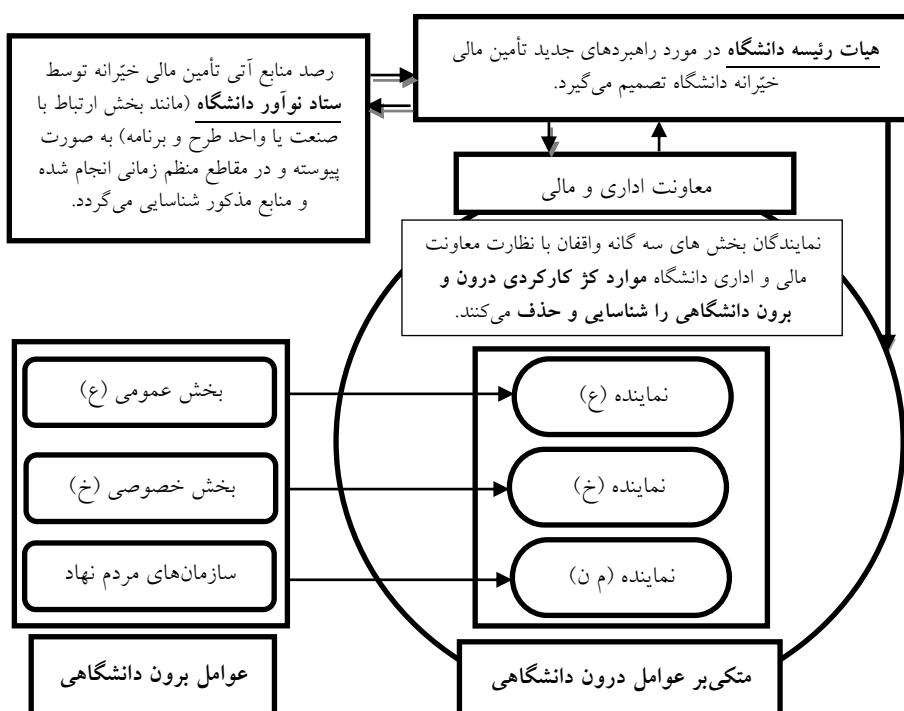 هیات رئیسه دانشگاه در مورد راهبردهای جدید تأمین مالی
خیّرانه دانشگاه تصمیم می‌گیرد.
رصد منابع آتی تأمین مالی خیّرانه توسط
ستاد نوآور دانشگاه (مانند بخش ارتباط با
صنعت یا واحد طرح و برنامه) به صورت
پیوسته و در مقاطع منظم زمانی انجام شده
و منابع مذکور شناسایی می‌گردد.
معاونت اداری و مالی
نمایندگان بخش های سه گانه واقفان با نظارت معاونت
مالی و اداری دانشگاه موارد کژ کارکردی درون و
برون دانشگاهی را شناسایی و حذف می‌کنند.
نماینده (ع)
بخش عمومی (ع)
نماینده (خ)
بخش خصوصی (خ)
نماینده (م ن)
سازمان‌های مردم نهاد
متکی‌بر عوامل درون دانشگاهی
عوامل برون دانشگاهی